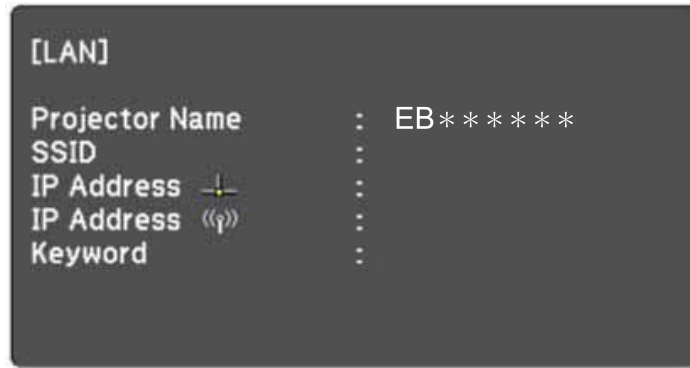 [LAN]
Projector Name : EB******
SSID :
IP Address :
IP Address :
Keyword :